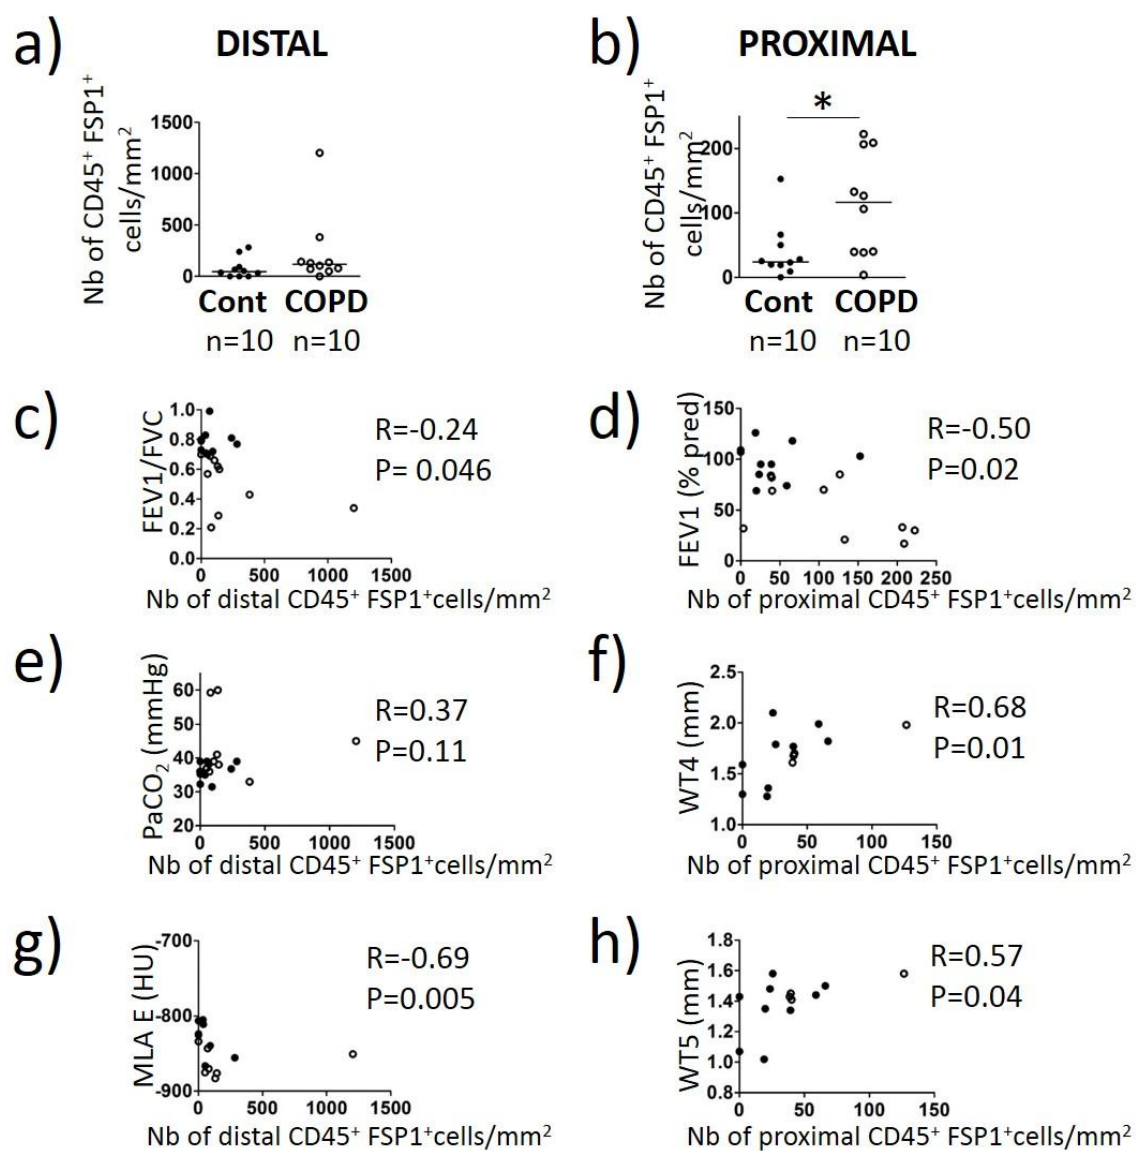 a)
DISTAL
Nb of CD45⁺ FSP1⁺
cells/mm²
1500
1000
500
0
Cont COPD
n=10 n=10
b)
PROXIMAL
Nb of CD45⁺ FSP1⁺
cells/mm²
*
200
100
0
Cont COPD
n=10 n=10
c)
FEV1/FVC
1.0
0.8
0.6
0.4
0.2
0.0
0 500 1000 1500
Nb of distal CD45⁺ FSP1⁺cells/mm²
R=-0.24
P= 0.046
d)
FEV1 (% pred)
150
100
50
0
0 50 100 150 200 250
Nb of proximal CD45⁺ FSP1⁺cells/mm²
R=-0.50
P=0.02
e)
PaCO₂ (mmHg)
60
50
40
30
20
0 500 1000 1500
Nb of distal CD45⁺ FSP1⁺cells/mm²
R=0.37
P=0.11
f)
WT4 (mm)
2.5
2.0
1.5
1.0
0 50 100 150
Nb of proximal CD45⁺ FSP1⁺cells/mm²
R=0.68
P=0.01
g)
MLA E (HU)
-700
-800
-900
0 500 1000 1500
Nb of distal CD45⁺ FSP1⁺cells/mm²
R=-0.69
P=0.005
h)
WT5 (mm)
1.8
1.6
1.4
1.2
1.0
0.8
0 50 100 150
Nb of proximal CD45⁺ FSP1⁺cells/mm²
R=0.57
P=0.04